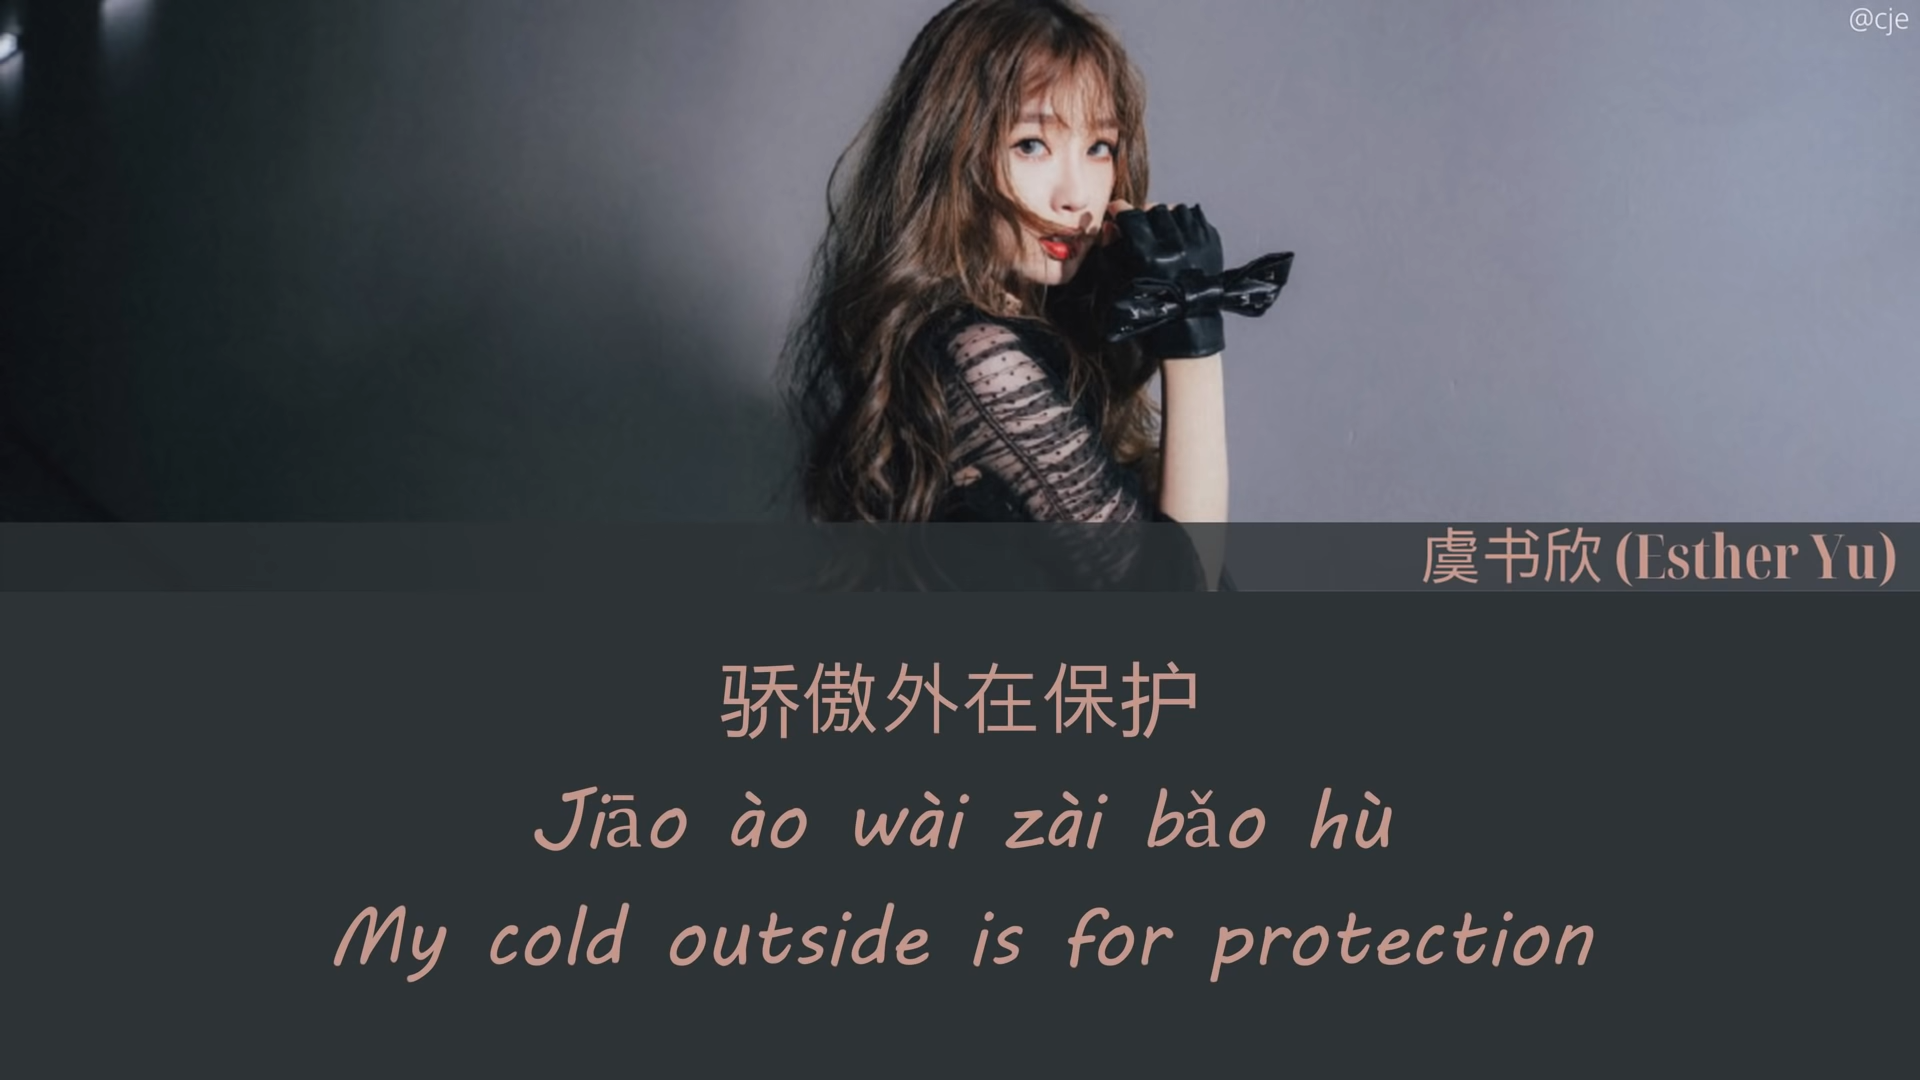 @cje
虞书欣 (Esther Yu)
骄傲外在保护
Jiāo ào wài zài bǎo hù
My cold outside is for protection